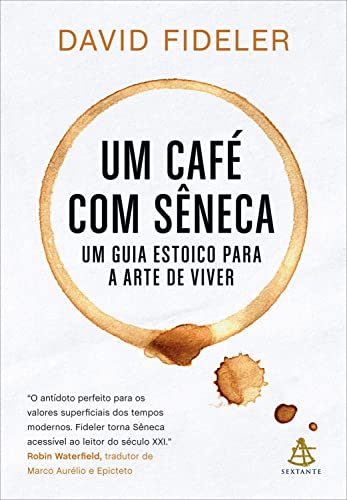 DAVID FIDELER
UM CAFÉ
COM SÊNECA
UM GUIA ESTOICO PARA
A ARTE DE VIVER
“O antídoto perfeito para os
valores superficiais dos tempos
modernos. Fideler torna Sêneca
acessível ao leitor do século XXI.”
Robin Waterfield, tradutor de
Marco Aurélio e Epicteto
SEXTANTE